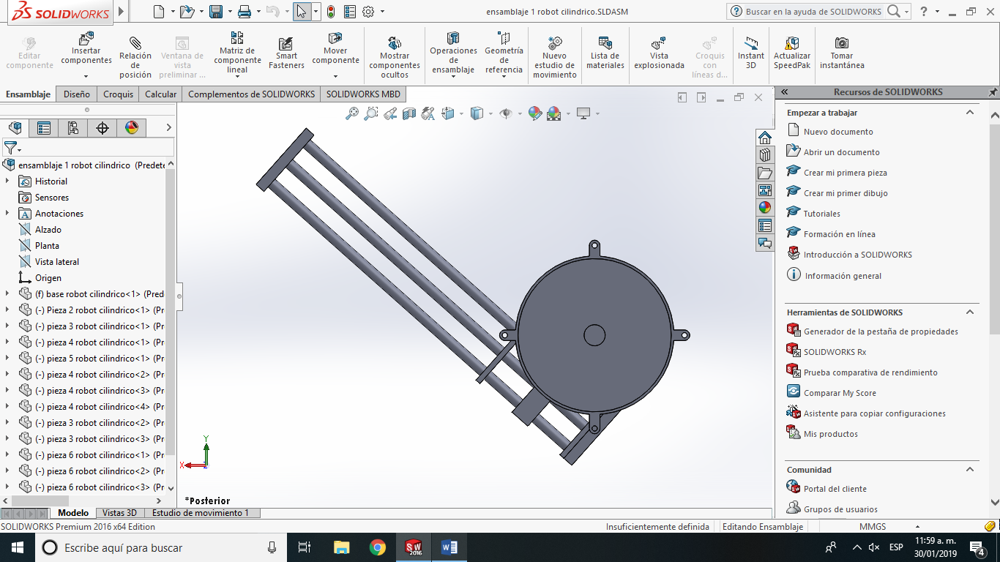 SOLIDWORKS
ensamblaje 1 robot cilindrico.SLDASM
Buscar en la ayuda de SOLIDWORKS
Editar
componente
Insertar
componentes
Relación
de
posición
Ventana de
vista
preliminar ...
Matriz de
componente
lineal
Smart
Fasteners
Mover
componente
Mostrar
componentes
ocultos
Operaciones
de
ensamblaje
Geometría
de
referencia
Nuevo
estudio de
movimiento
Lista de
materiales
Vista
explosionada
Croquis
con
líneas d...
Instant
3D
Actualizar
SpeedPak
Tomar
instantánea
Ensamblaje
Diseño
Croquis
Calcular
Complementos de SOLIDWORKS
SOLIDWORKS MBD
ensamblaje 1 robot cilindrico (Predete
Historial
Sensores
Anotaciones
Alzado
Planta
Vista lateral
Origen
(f) base robot cilindrico<1> (Pred
(-) Pieza 2 robot cilindrico<1> (Pr
(-) pieza 3 robot cilindrico<1> (Pr
(-) pieza 4 robot cilindrico<1> (Pr
(-) pieza 5 robot cilindrico<1> (Pr
(-) pieza 4 robot cilindrico<2> (Pr
(-) pieza 4 robot cilindrico<3> (Pr
(-) pieza 4 robot cilindrico<4> (Pr
(-) pieza 3 robot cilindrico<2> (Pr
(-) pieza 3 robot cilindrico<3> (Pr
(-) pieza 6 robot cilindrico<1> (Pr
(-) pieza 6 robot cilindrico<2> (Pr
(-) pieza 6 robot cilindrico<3> (Pr
Y
X
Z
*Posterior
Recursos de SOLIDWORKS
Empezar a trabajar
Nuevo documento
Abrir un documento
Crear mi primera pieza
Crear mi primer dibujo
Tutoriales
Formación en línea
Introducción a SOLIDWORKS
Información general
Herramientas de SOLIDWORKS
Generador de la pestaña de propiedades
SOLIDWORKS Rx
Prueba comparativa de rendimiento
Comparar My Score
Asistente para copiar configuraciones
Mis productos
Comunidad
Portal del cliente
Grupos de usuarios
Modelo
Vistas 3D
Estudio de movimiento 1
SOLIDWORKS Premium 2016 x64 Edition
Insuficientemente definida
Editando Ensamblaje
MMGS
Escribe aquí para buscar
SW
2016
ESP
11:59 a. m.
30/01/2019
4